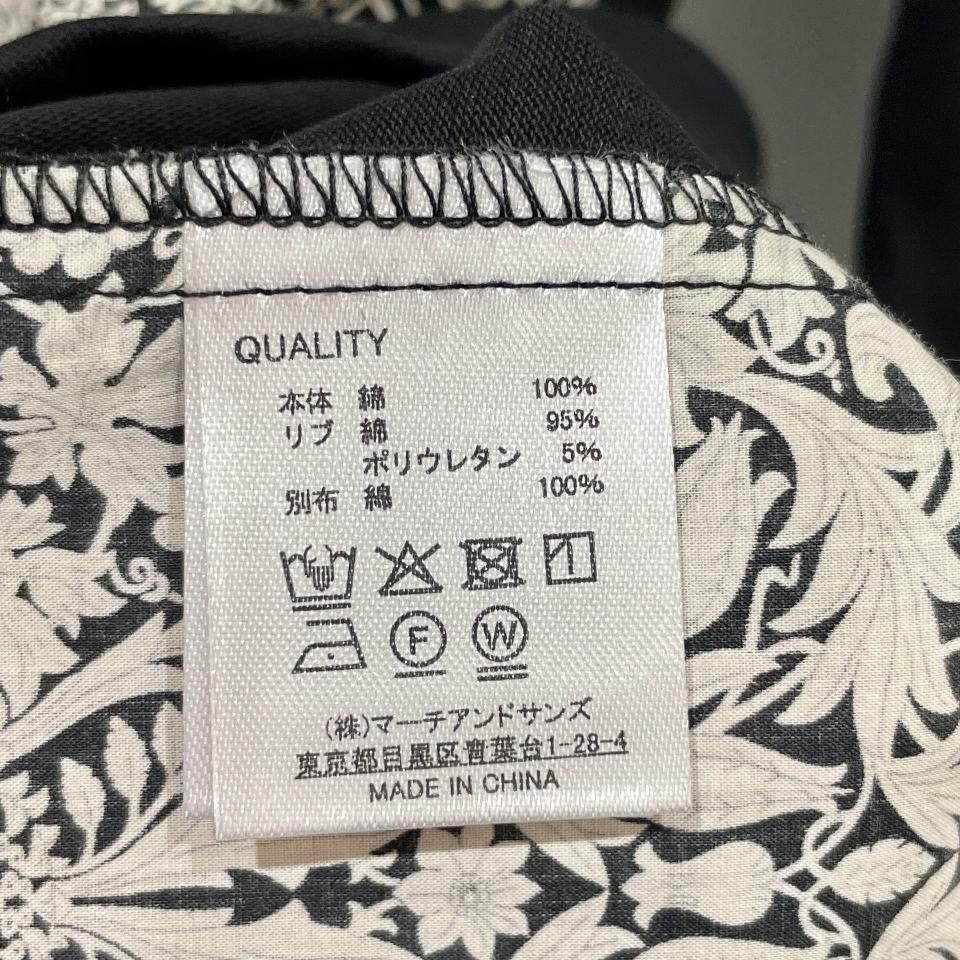 QUALITY
本体 綿 100%
リブ 綿 95%
ポリウレタン 5%
別布 綿 100%
F W
(株)マーチアンドサンズ
東京都目黒区青葉台1-28-4
MADE IN CHINA